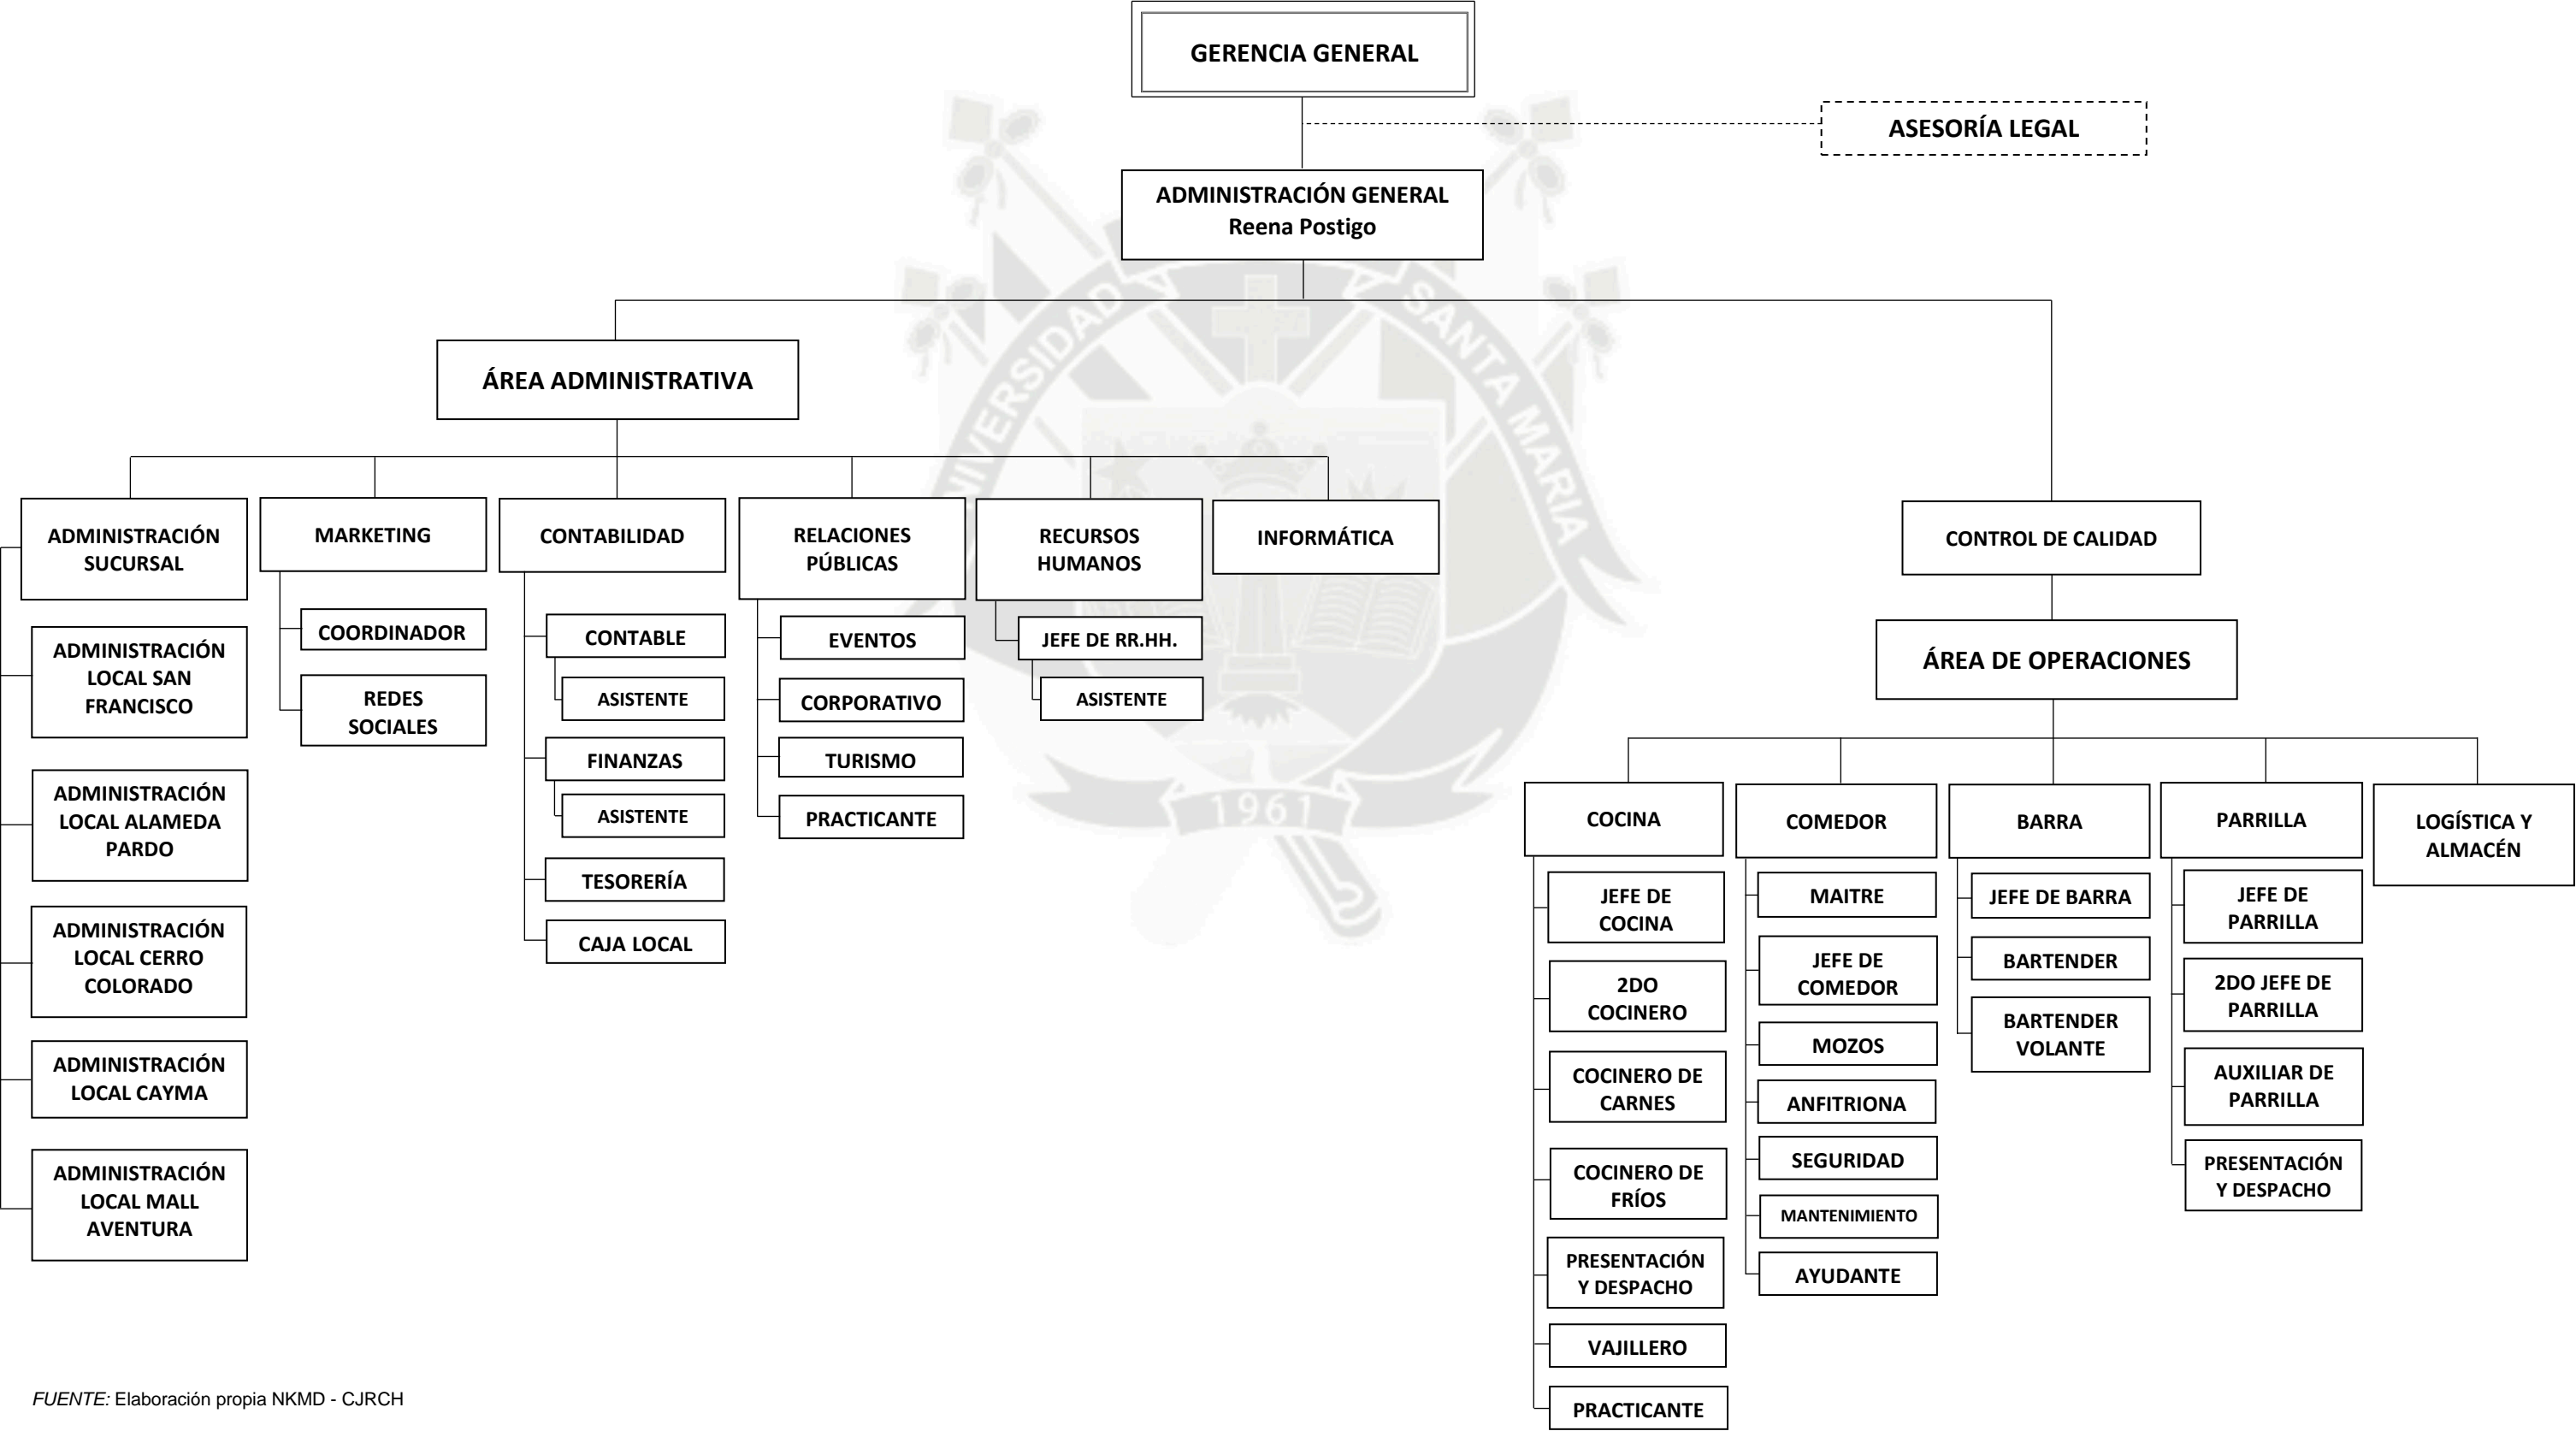 GERENCIA GENERAL
ASESORÍA LEGAL
ADMINISTRACIÓN GENERAL
Reena Postigo
ÁREA ADMINISTRATIVA
ADMINISTRACIÓN
SUCURSAL
ADMINISTRACIÓN
LOCAL SAN
FRANCISCO
ADMINISTRACIÓN
LOCAL ALAMEDA
PARDO
ADMINISTRACIÓN
LOCAL CERRO
COLORADO
ADMINISTRACIÓN
LOCAL CAYMA
ADMINISTRACIÓN
LOCAL MALL
AVENTURA
MARKETING
COORDINADOR
REDES
SOCIALES
CONTABILIDAD
CONTABLE
ASISTENTE
FINANZAS
ASISTENTE
TESORERÍA
CAJA LOCAL
RELACIONES
PÚBLICAS
EVENTOS
CORPORATIVO
TURISMO
PRACTICANTE
RECURSOS
HUMANOS
JEFE DE RR.HH.
ASISTENTE
INFORMÁTICA
CONTROL DE CALIDAD
ÁREA DE OPERACIONES
COCINA
JEFE DE
COCINA
2DO
COCINERO
COCINERO DE
CARNES
COCINERO DE
FRÍOS
PRESENTACIÓN
Y DESPACHO
VAJILLERO
PRACTICANTE
COMEDOR
MAITRE
JEFE DE
COMEDOR
MOZOS
ANFITRIONA
SEGURIDAD
MANTENIMIENTO
AYUDANTE
BARRA
JEFE DE BARRA
BARTENDER
BARTENDER
VOLANTE
PARRILLA
JEFE DE
PARRILLA
2DO JEFE DE
PARRILLA
AUXILIAR DE
PARRILLA
PRESENTACIÓN
Y DESPACHO
LOGÍSTICA Y
ALMACÉN
FUENTE: Elaboración propia NKMD - CJRCH
SANTA MARIA
1961